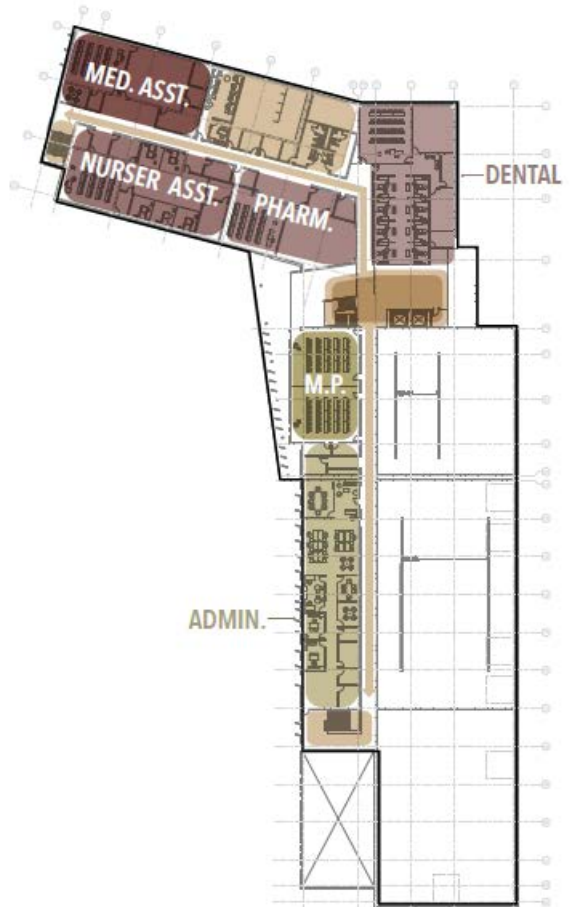 MED. ASST.
NURSER ASST.
PHARM.
DENTAL
M.P.
ADMIN.